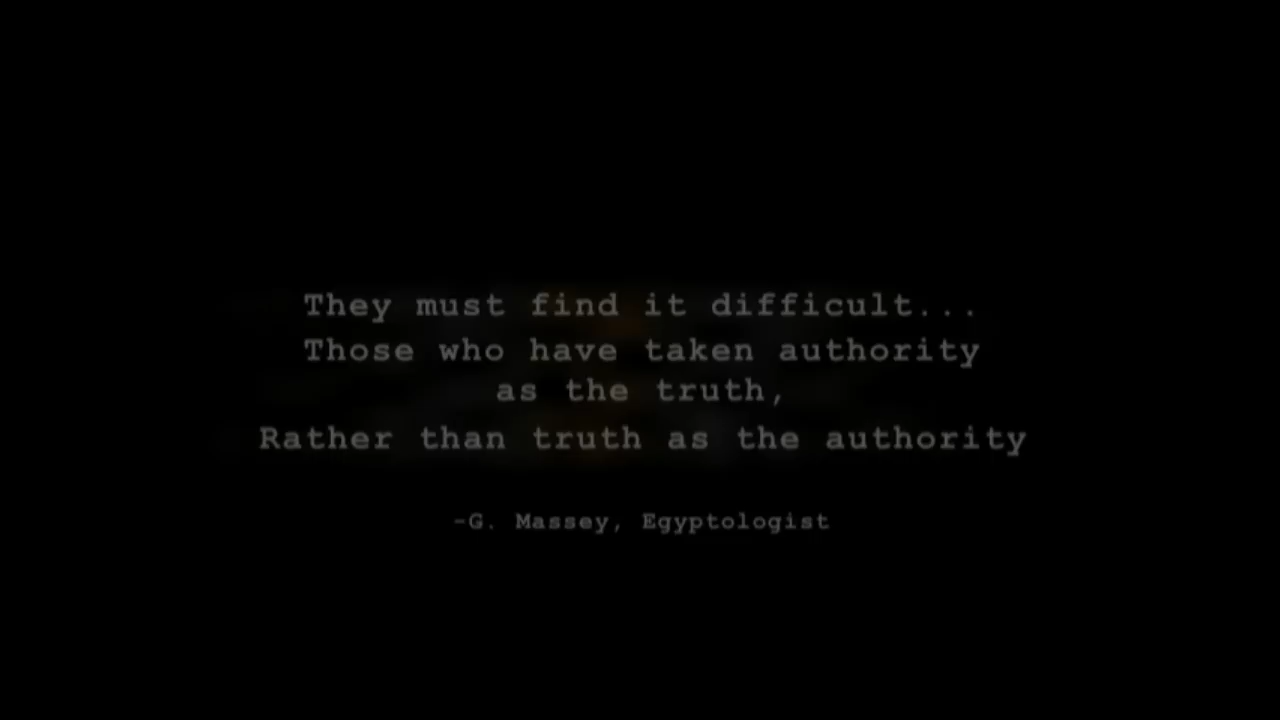 They must find it difficult...
Those who have taken authority
as the truth,
Rather than truth as the authority
-G. Massey, Egyptologist